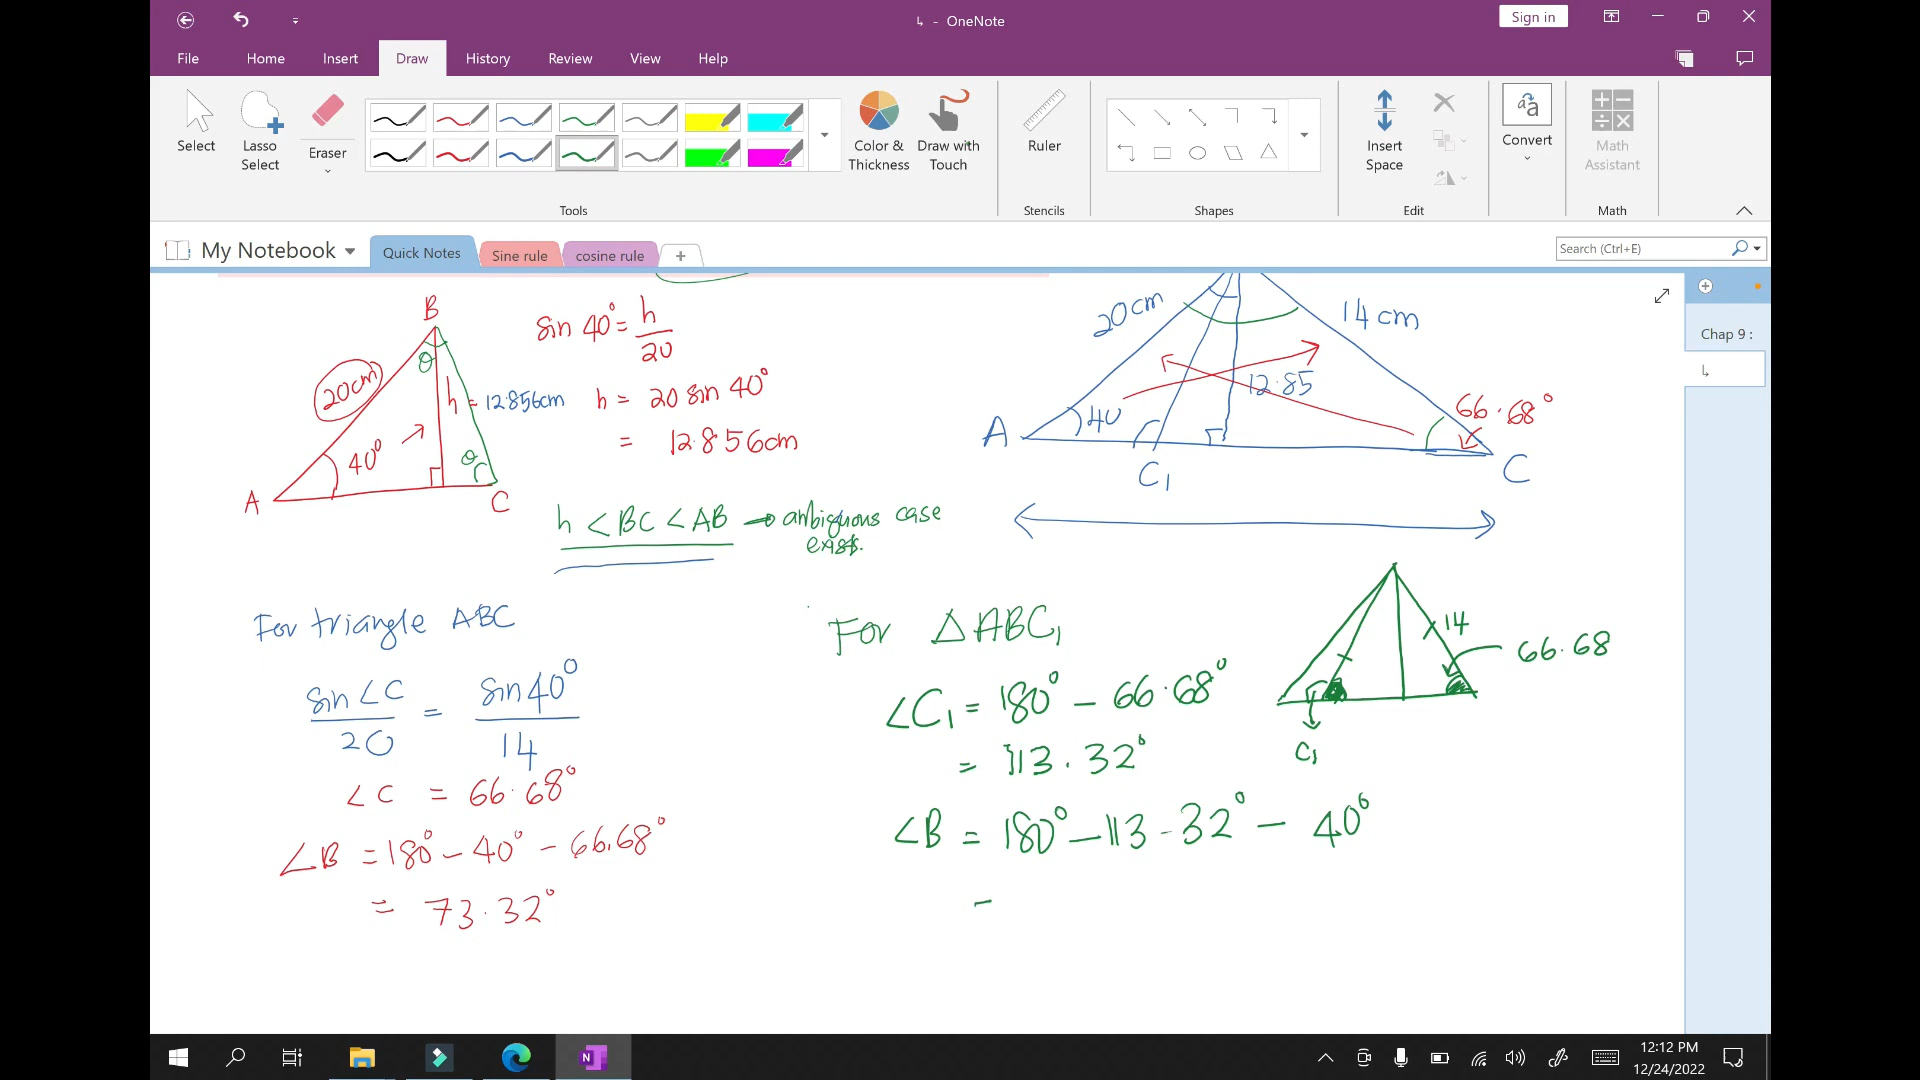 ↳ - OneNote
Sign in
File Home Insert Draw History Review View Help
Select
Lasso Select
Eraser
Color & Thickness
Draw with Touch
Ruler
Insert Space
Convert
Math Assistant
Tools Stencils Shapes Edit Math
My Notebook Quick Notes Sine rule cosine rule +
Search (Ctrl+E)
Chap 9 :
↳
B
θ
20cm
h = 12.856cm
40°
θ
A
C
sin 40° = h/20
h = 20 sin 40°
= 12.856cm
20cm
14 cm
12.85
A
40
66.68°
C₁
C
h < BC < AB → ambiguous case
exist.
For triangle ABC
sin∠C/20 = sin40°/14
∠C = 66.68°
∠B = 180° - 40° - 66.68°
= 73.32°
For △ABC₁
∠C₁ = 180° - 66.68°
= 113.32°
∠B = 180° - 113.32° - 40°
=
14
66.68
C₁
N
12:12 PM
12/24/2022